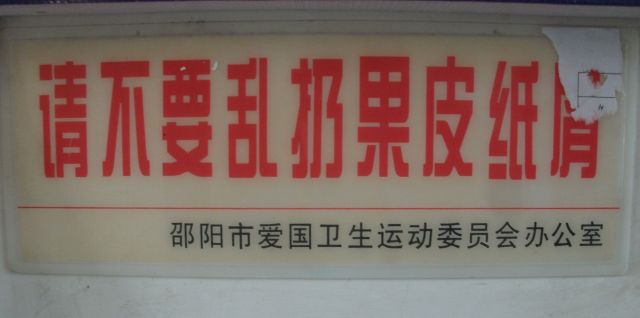 请不要乱扔果皮纸屑
邵阳市爱国卫生运动委员会办公室